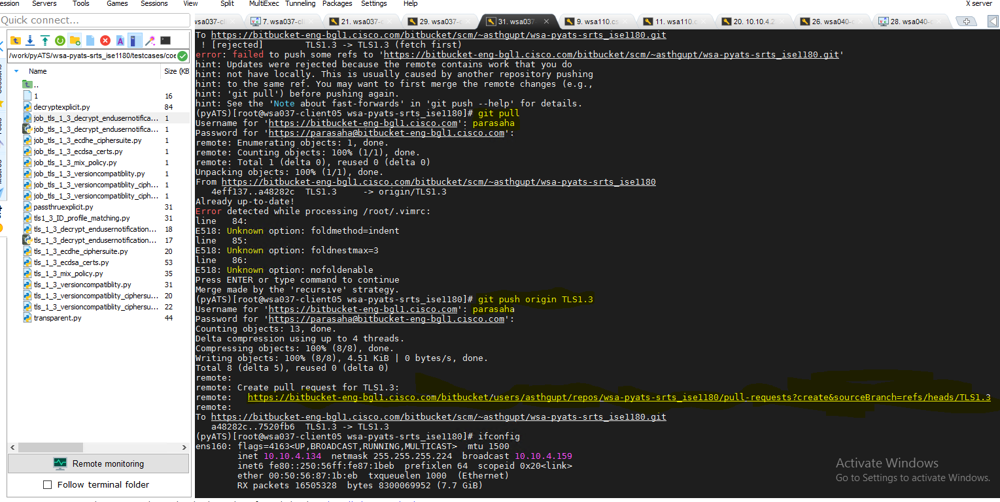 ession Servers Tools Games Sessions View Split MultiExec Tunneling Packages Settings Help X server
Quick connect...
wsa037-cl 7. wsa037-cli 21. wsa037-c 29. wsa037-c 31. wsa037 9. wsa110.cs 11. wsa110.c 20. 10.10.4.2 26. wsa040-c 28. wsa040-c
/work/pyATS/wsa-pyats-srts_ise1180/testcases/coe
Name Size (KB
..
1 16
decryptexplicit.py 84
job_tls_1_3_decrypt_endusernotifica... 1
job_tls_1_3_decrypt_endusernotifica... 1
job_tls_1_3_ecdhe_ciphersuite.py 1
job_tls_1_3_ecdsa_certs.py 1
job_tls_1_3_mix_policy.py 1
job_tls_1_3_versioncompatiblity.py 1
job_tls_1_3_versioncompatiblity_ciph... 1
job_tls_1_3_versioncompatiblity_ciph... 1
passthruexplicit.py 31
tls1_3_ID_profile_matching.py 31
tls_1_3_decrypt_endusernotification... 18
tls_1_3_decrypt_endusernotification... 17
tls_1_3_ecdhe_ciphersuite.py 20
tls_1_3_ecdsa_certs.py 53
tls_1_3_mix_policy.py 35
tls_1_3_versioncompatiblity.py 31
tls_1_3_versioncompatiblity_ciphersu... 20
tls_1_3_versioncompatiblity_ciphersu... 22
transparent.py 44
Remote monitoring
Follow terminal folder
To https://bitbucket-eng-bgl1.cisco.com/bitbucket/scm/~asthgupt/wsa-pyats-srts_ise1180.git
! [rejected] TLS1.3 -> TLS1.3 (fetch first)
error: failed to push some refs to 'https://bitbucket-eng-bgl1.cisco.com/bitbucket/scm/~asthgupt/wsa-pyats-srts_ise1180.git'
hint: Updates were rejected because the remote contains work that you do
hint: not have locally. This is usually caused by another repository pushing
hint: to the same ref. You may want to first merge the remote changes (e.g.,
hint: 'git pull') before pushing again.
hint: See the 'Note about fast-forwards' in 'git push --help' for details.
(pyATS)[root@wsa037-client05 wsa-pyats-srts_ise1180]# git pull
Username for 'https://bitbucket-eng-bgl1.cisco.com': parasaha
Password for 'https://parasaha@bitbucket-eng-bgl1.cisco.com':
remote: Enumerating objects: 1, done.
remote: Counting objects: 100% (1/1), done.
remote: Total 1 (delta 0), reused 0 (delta 0)
Unpacking objects: 100% (1/1), done.
From https://bitbucket-eng-bgl1.cisco.com/bitbucket/scm/~asthgupt/wsa-pyats-srts_ise1180
4eff137..a48282c TLS1.3 -> origin/TLS1.3
Already up-to-date!
Error detected while processing /root/.vimrc:
line 84:
E518: Unknown option: foldmethod=indent
line 85:
E518: Unknown option: foldnestmax=3
line 86:
E518: Unknown option: nofoldenable
Press ENTER or type command to continue
Merge made by the 'recursive' strategy.
(pyATS)[root@wsa037-client05 wsa-pyats-srts_ise1180]# git push origin TLS1.3
Username for 'https://bitbucket-eng-bgl1.cisco.com': parasaha
Password for 'https://parasaha@bitbucket-eng-bgl1.cisco.com':
Counting objects: 13, done.
Delta compression using up to 4 threads.
Compressing objects: 100% (8/8), done.
Writing objects: 100% (8/8), 4.51 KiB | 0 bytes/s, done.
Total 8 (delta 5), reused 0 (delta 0)
remote:
remote: Create pull request for TLS1.3:
remote: https://bitbucket-eng-bgl1.cisco.com/bitbucket/users/asthgupt/repos/wsa-pyats-srts_ise1180/pull-requests?create&sourceBranch=refs/heads/TLS1.3
remote:
To https://bitbucket-eng-bgl1.cisco.com/bitbucket/scm/~asthgupt/wsa-pyats-srts_ise1180.git
a48282c..7520fb6 TLS1.3 -> TLS1.3
(pyATS)[root@wsa037-client05 wsa-pyats-srts_ise1180]# ifconfig
ens160: flags=4163<UP,BROADCAST,RUNNING,MULTICAST> mtu 1500
inet 10.10.4.134 netmask 255.255.255.224 broadcast 10.10.4.159
inet6 fe80::250:56ff:fe87:1beb prefixlen 64 scopeid 0x20<link>
ether 00:50:56:87:1b:eb txqueuelen 1000 (Ethernet)
RX packets 16505328 bytes 8300069952 (7.7 GiB)
Activate Windows
Go to Settings to activate Windows.